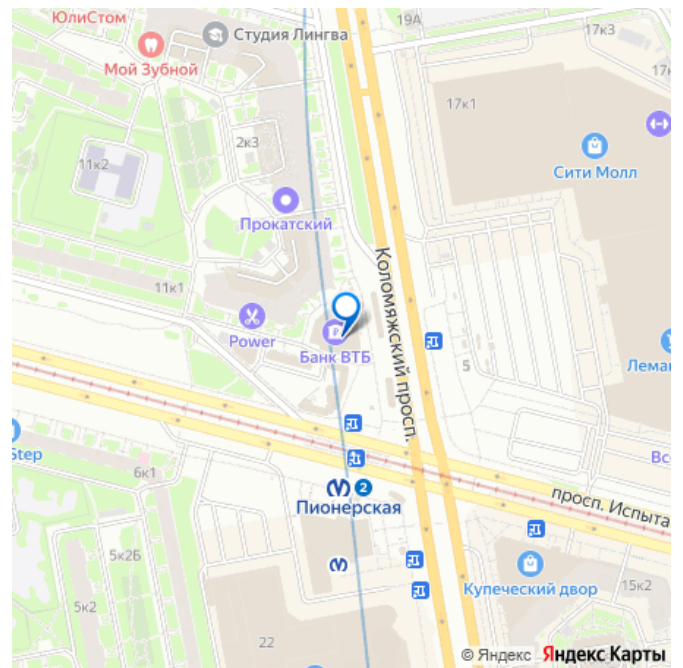 ЮлиСтом
Студия Лингва
19А
17к3
Мой Зубной
17к
17к1
2к3
11к2
Сити Молл
Прокатский
Коломяжский просп.
11к1
Power
Банк ВТБ
5
Леман
Step
6к1
Вс
2
Пионерская
просп. Испыта
5к2Б
5к2
Купеческий двор
15к2
22
© Яндекс Яндекс Карты